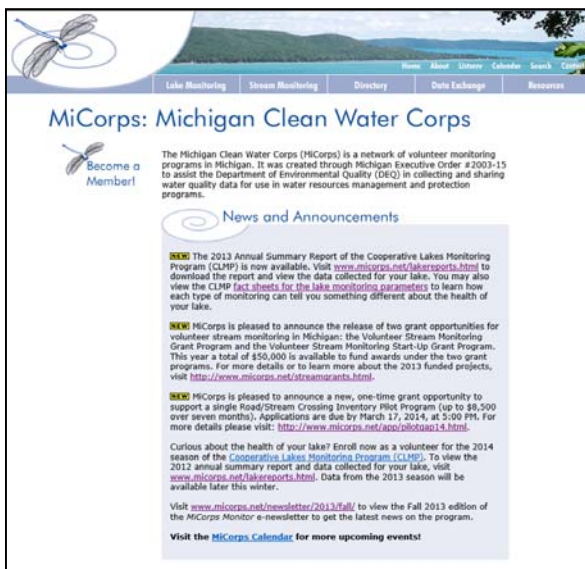 Home About Listserv Calendar Search Contact
Lake Monitoring Stream Monitoring Directory Data Exchange Resources
MiCorps: Michigan Clean Water Corps
Become a
Member!
The Michigan Clean Water Corps (MiCorps) is a network of volunteer monitoring
programs in Michigan. It was created through Michigan Executive Order #2003-15
to assist the Department of Environmental Quality (DEQ) in collecting and sharing
water quality data for use in water resources management and protection
programs.
News and Announcements
NEW The 2013 Annual Summary Report of the Cooperative Lakes Monitoring
Program (CLMP) is now available. Visit www.micorps.net/lakereports.html to
download the report and view the data collected for your lake. You may also
view the CLMP fact sheets for the lake monitoring parameters to learn how
each type of monitoring can tell you something different about the health of
your lake.
NEW MiCorps is pleased to announce the release of two grant opportunities for
volunteer stream monitoring in Michigan: the Volunteer Stream Monitoring
Grant Program and the Volunteer Stream Monitoring Start-Up Grant Program.
This year a total of $50,000 is available to fund awards under the two grant
programs. For more details or to learn more about the 2013 funded projects,
visit http://www.micorps.net/streamgrants.html.
NEW MiCorps is pleased to announce a new, one-time grant opportunity to
support a single Road/Stream Crossing Inventory Pilot Program (up to $8,500
over seven months). Applications are due by March 17, 2014, at 5:00 PM. For
more details please visit: http://www.micorps.net/app/pilotgap14.html.
Curious about the health of your lake? Enroll now as a volunteer for the 2014
season of the Cooperative Lakes Monitoring Program (CLMP). To view the
2012 annual summary report and data collected for your lake, visit
www.micorps.net/lakereports.html. Data from the 2013 season will be
available later this winter.
Visit www.micorps.net/newsletter/2013/fall/ to view the Fall 2013 edition of
the MiCorps Monitor e-newsletter to get the latest news on the program.
Visit the MiCorps Calendar for more upcoming events!